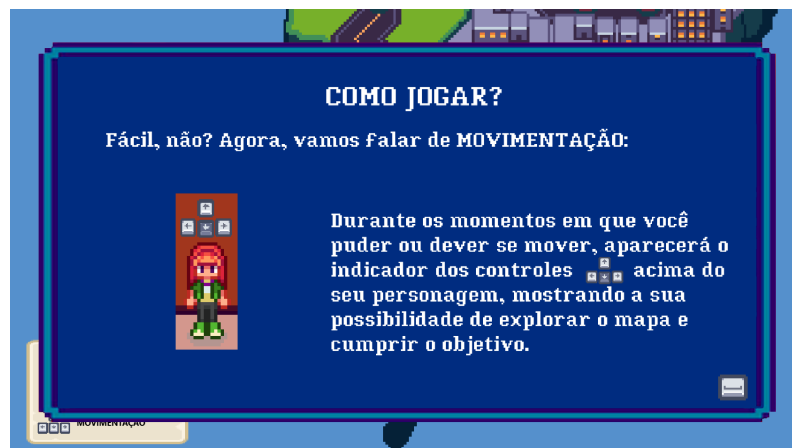 COMO JOGAR?
Fácil, não? Agora, vamos falar de MOVIMENTAÇÃO:
Durante os momentos em que você
puder ou dever se mover, aparecerá o
indicador dos controles acima do
seu personagem, mostrando a sua
possibilidade de explorar o mapa e
cumprir o objetivo.
MOVIMENTAÇÃO